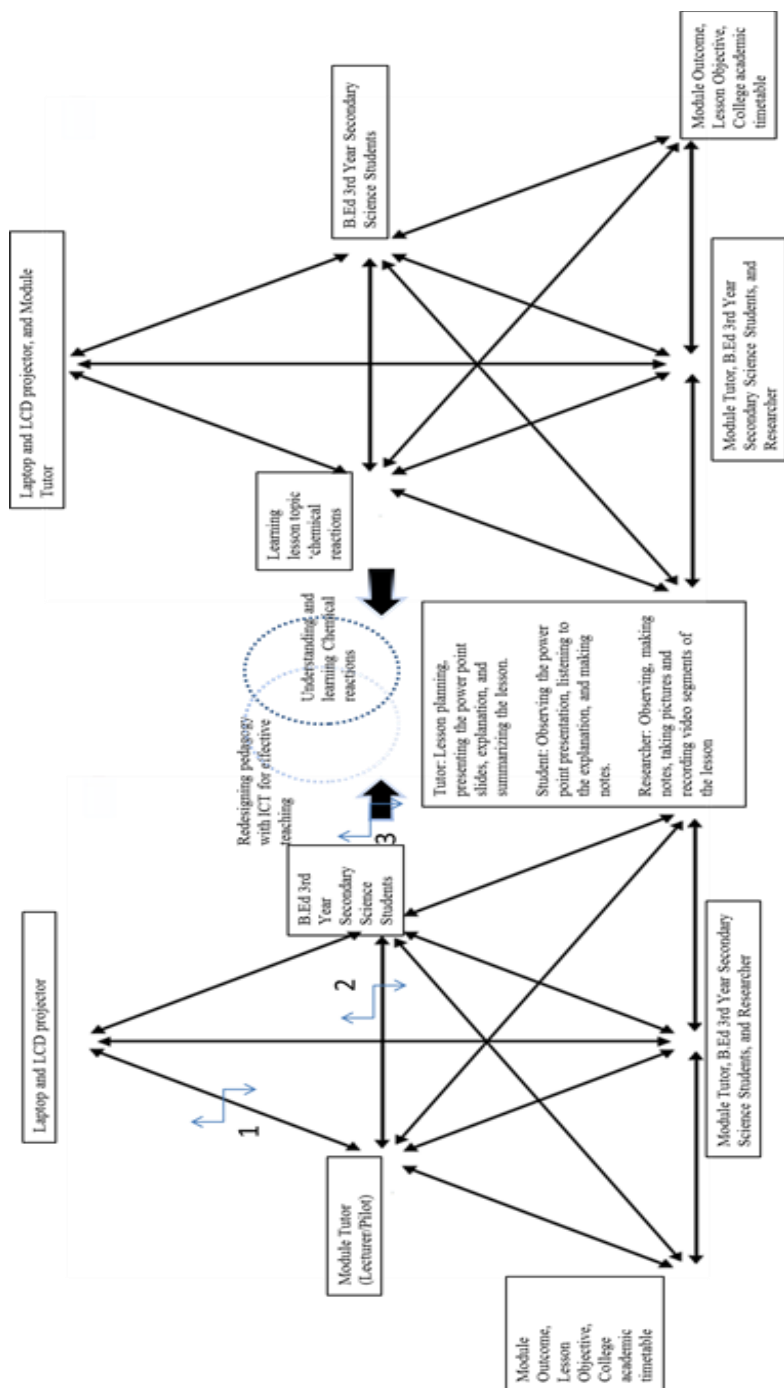 Laptop and LCD projector
Module Tutor
(Lecturer/Pilot)
B.Ed 3rd
Year
Secondary
Science
Students
1
2
3
Module
Outcome,
Lesson
Objective,
College
academic
timetable
Module Tutor, B.Ed 3rd Year Secondary
Science Students, and Researcher
Redesigning pedagogy
with ICT for effective
teaching
Understanding and
learning Chemical
reactions
Tutor: Lesson planning,
presenting the power point
slides, explanation, and
summarizing the lesson.
Student: Observing the power
point presentation, listening to
the explanation, and making
notes.
Researcher: Observing, making
notes, taking pictures and
recording video segments of
the lesson
Laptop and LCD projector, and Module
Tutor
Learning
lesson topic
‘chemical
reactions
B.Ed 3rd Year Secondary
Science Students
Module Tutor, B.Ed 3rd Year
Secondary Science Students, and
Researcher
Module Outcome,
Lesson Objective,
College academic
timetable